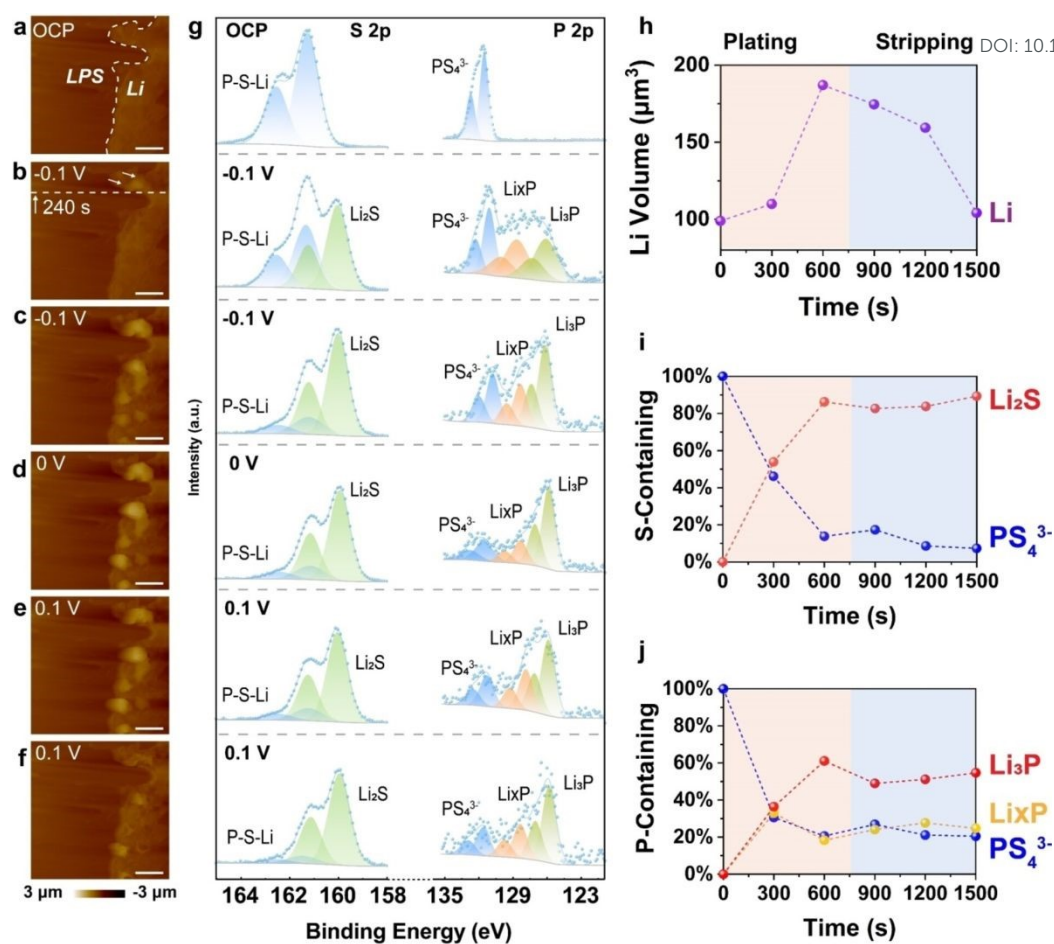 a
OCP
LPS
Li
b
-0.1 V
240 s
c
-0.1 V
d
0 V
e
0.1 V
f
0.1 V
3 μm
-3 μm
g
OCP
S 2p
P 2p
P-S-Li
PS₄³⁻
-0.1 V
P-S-Li
Li₂S
PS₄³⁻
LixP
Li₃P
-0.1 V
P-S-Li
Li₂S
PS₄³⁻
LixP
Li₃P
0 V
P-S-Li
Li₂S
PS₄³⁻
LixP
Li₃P
0.1 V
P-S-Li
Li₂S
PS₄³⁻
LixP
Li₃P
0.1 V
P-S-Li
Li₂S
PS₄³⁻
LixP
Li₃P
Intensity (a.u.)
164 162 160 158 135 129 126 123
Binding Energy (eV)
h
Plating
Stripping
DOI: 10.1
200
150
100
Li Volume (μm³)
Li
0 300 600 900 1200 1500
Time (s)
i
100%
80%
60%
40%
20%
0%
S-Containing
Li₂S
PS₄³⁻
0 300 600 900 1200 1500
Time (s)
j
100%
80%
60%
40%
20%
0%
P-Containing
Li₃P
LixP
PS₄³⁻
0 300 600 900 1200 1500
Time (s)